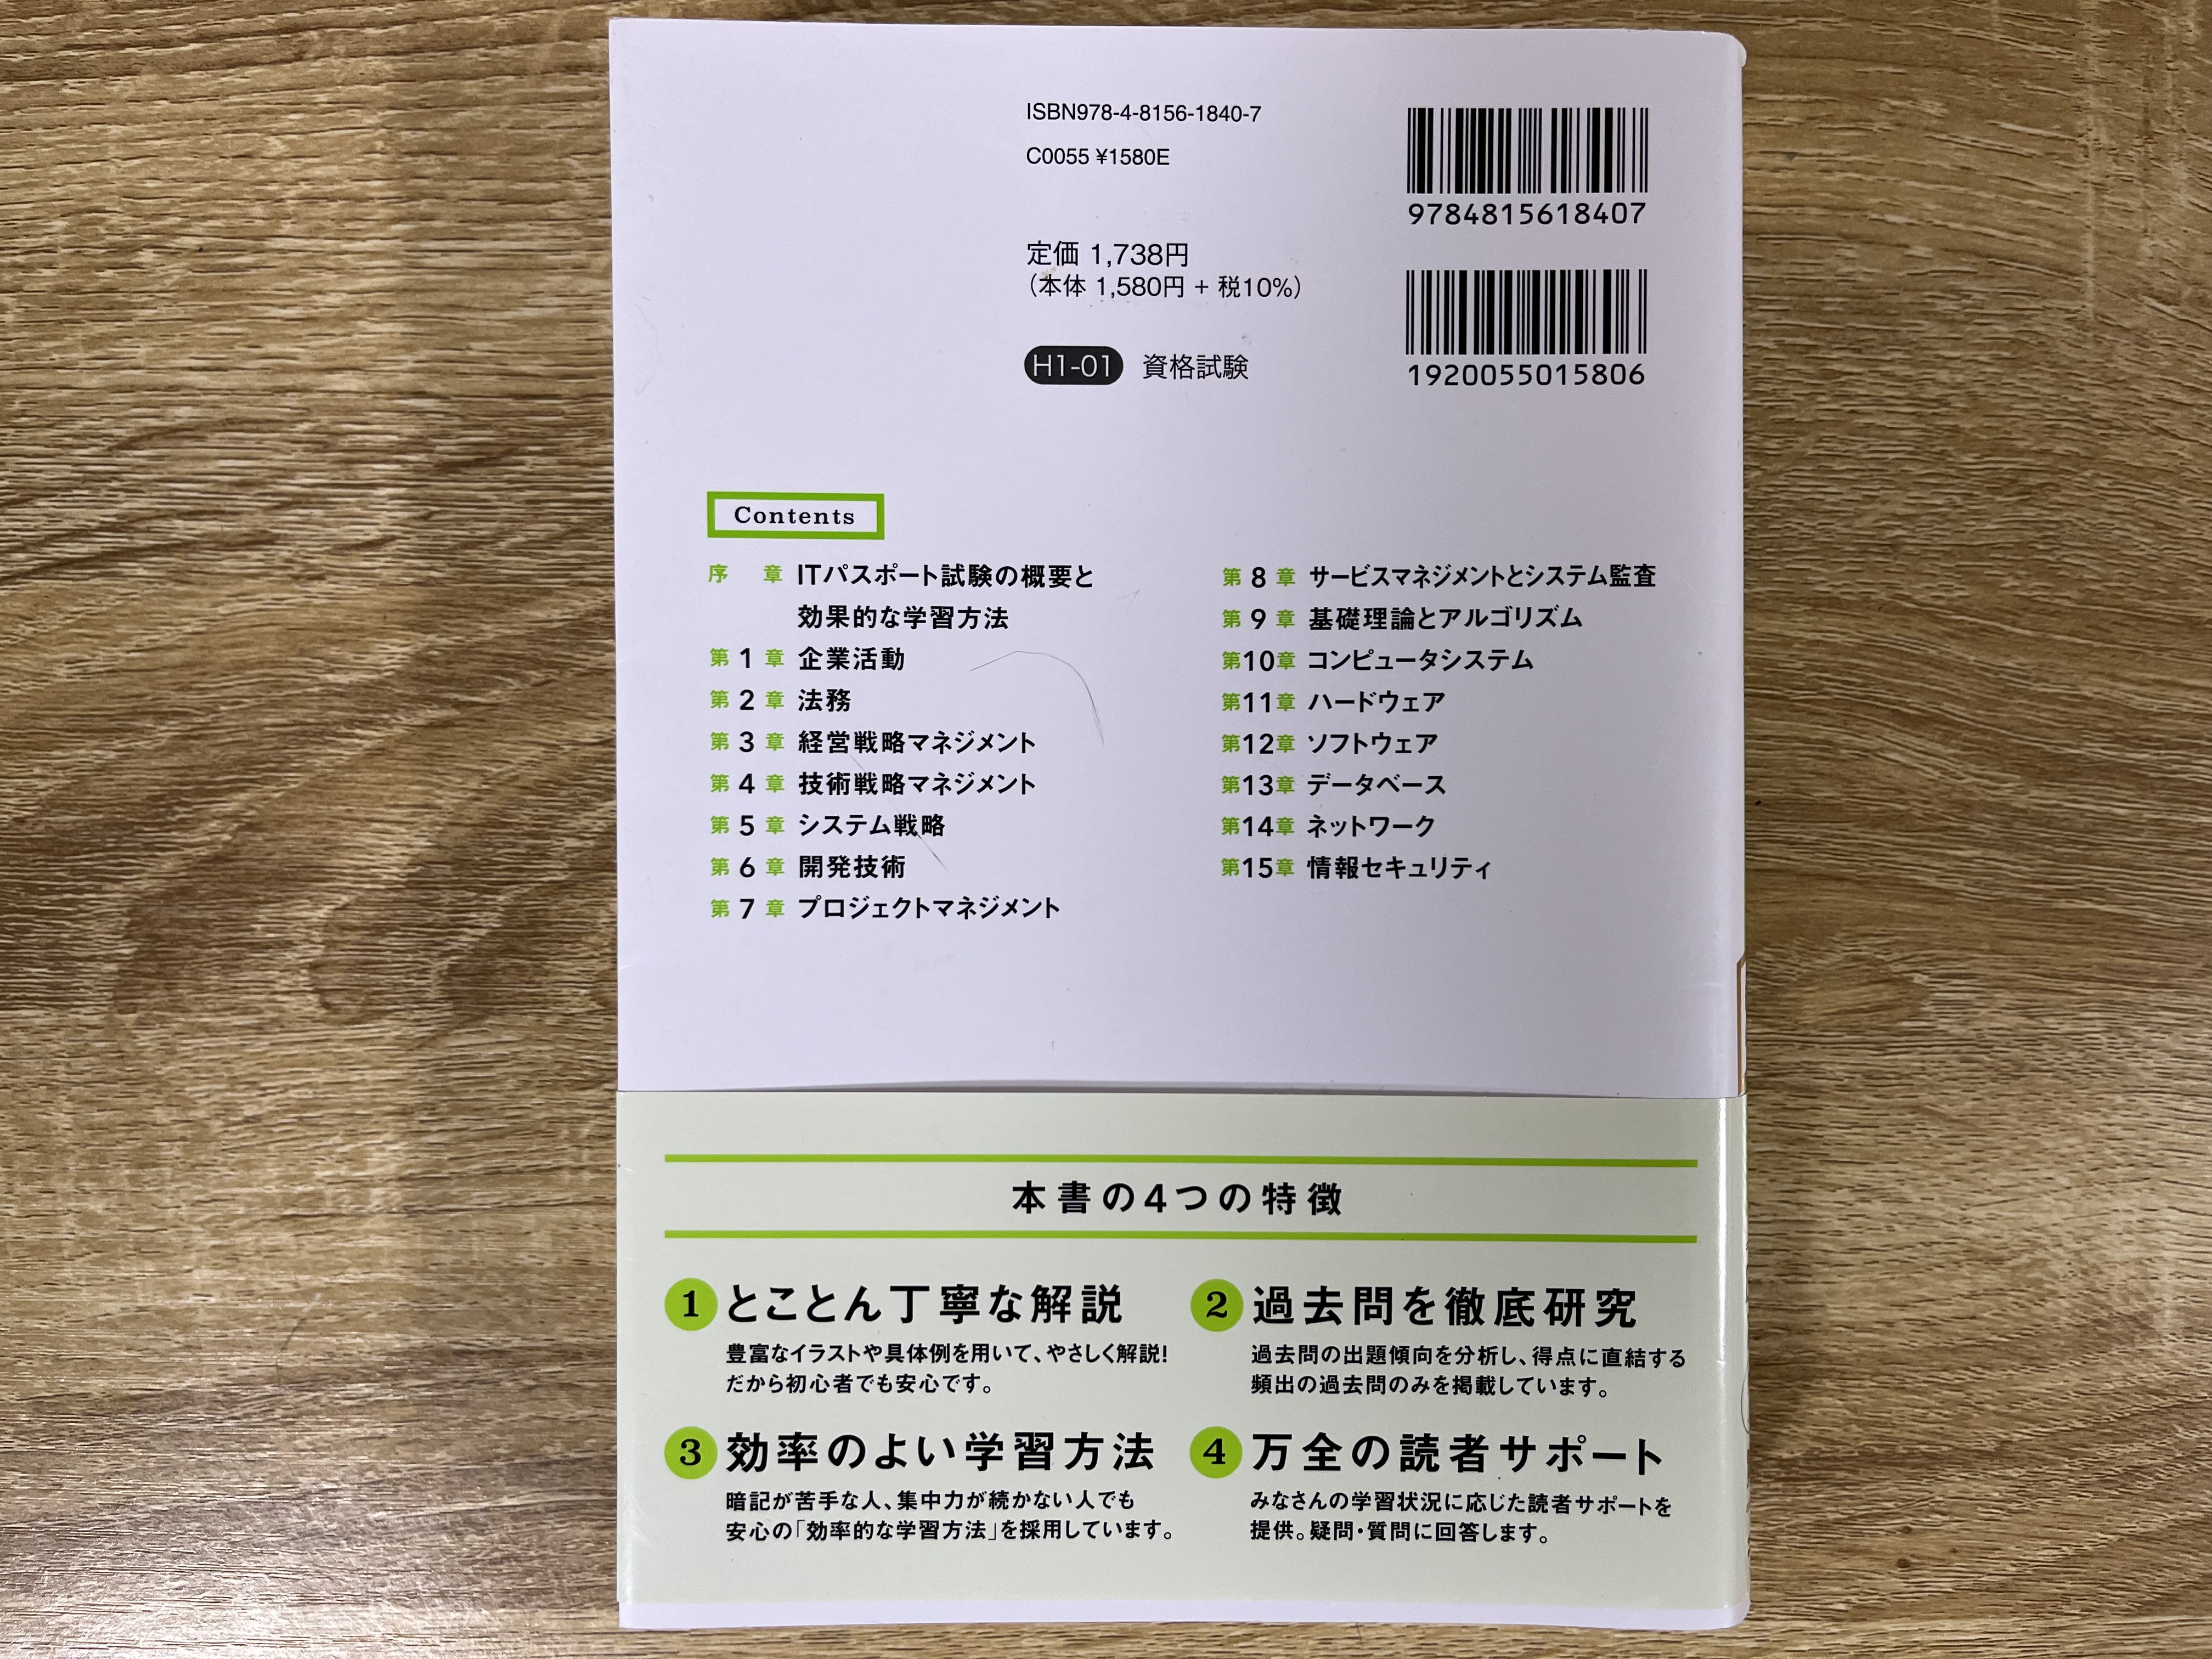 ISBN978-4-8156-1840-7
C0055 ¥1580E
定価 1,738円
(本体 1,580円 + 税10%)
H1-01 資格試験
9784815618407
1920055015806
Contents
序 章 ITパスポート試験の概要と
効果的な学習方法
第 1 章 企業活動
第 2 章 法務
第 3 章 経営戦略マネジメント
第 4 章 技術戦略マネジメント
第 5 章 システム戦略
第 6 章 開発技術
第 7 章 プロジェクトマネジメント
第 8 章 サービスマネジメントとシステム監査
第 9 章 基礎理論とアルゴリズム
第10章 コンピュータシステム
第11章 ハードウェア
第12章 ソフトウェア
第13章 データベース
第14章 ネットワーク
第15章 情報セキュリティ
本書の4つの特徴
1 とことん丁寧な解説
豊富なイラストや具体例を用いて、やさしく解説!
だから初心者でも安心です。
2 過去問を徹底研究
過去問の出題傾向を分析し、得点に直結する
頻出の過去問のみを掲載しています。
3 効率のよい学習方法
暗記が苦手な人、集中力が続かない人でも
安心の「効率的な学習方法」を採用しています。
4 万全の読者サポート
みなさんの学習状況に応じた読者サポートを
提供。疑問・質問に回答します。